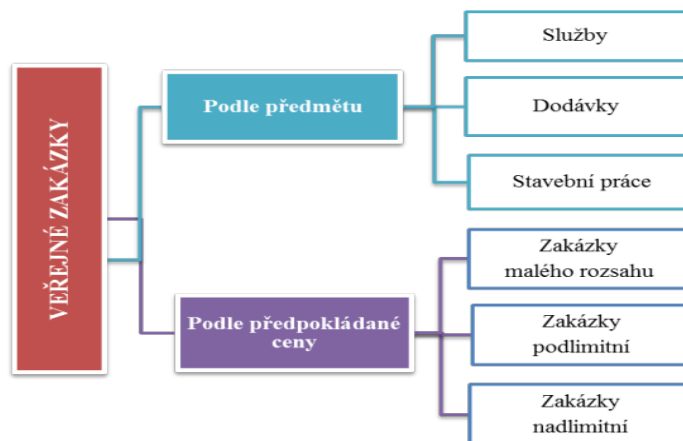 VEŘEJNÉ ZAKÁZKY
Podle předmětu
Služby
Dodávky
Stavební práce
Podle předpokládané
ceny
Zakázky
malého rozsahu
Zakázky
podlimitní
Zakázky
nadlimitní